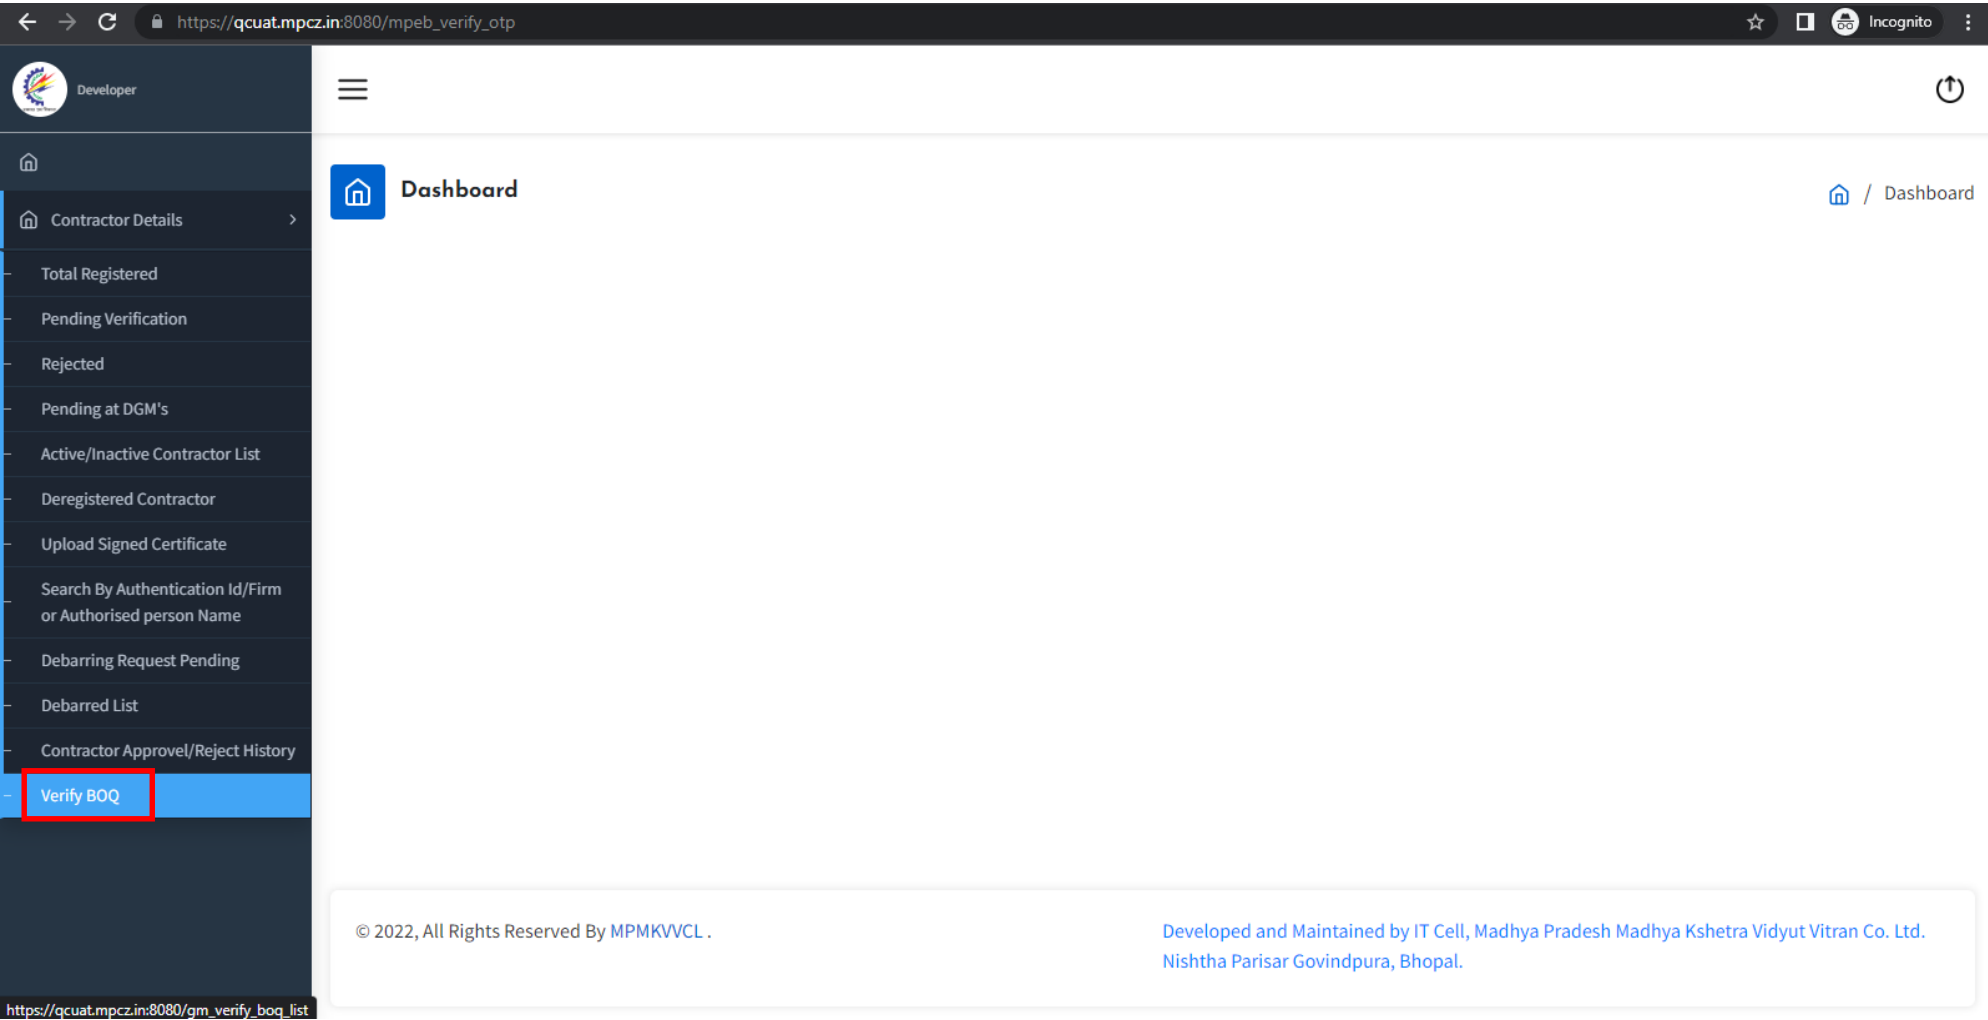 https://qcuat.mpcz.in:8080/mpeb_verify_otp
Incognito
Developer
Contractor Details
Total Registered
Pending Verification
Rejected
Pending at DGM's
Active/Inactive Contractor List
Deregistered Contractor
Upload Signed Certificate
Search By Authentication Id/Firm
or Authorised person Name
Debarring Request Pending
Debarred List
Contractor Approvel/Reject History
Verify BOQ
Dashboard
/ Dashboard
© 2022, All Rights Reserved By MPMKVVCL .
Developed and Maintained by IT Cell, Madhya Pradesh Madhya Kshetra Vidyut Vitran Co. Ltd.
Nishtha Parisar Govindpura, Bhopal.
https://qcuat.mpcz.in:8080/gm_verify_boq_list